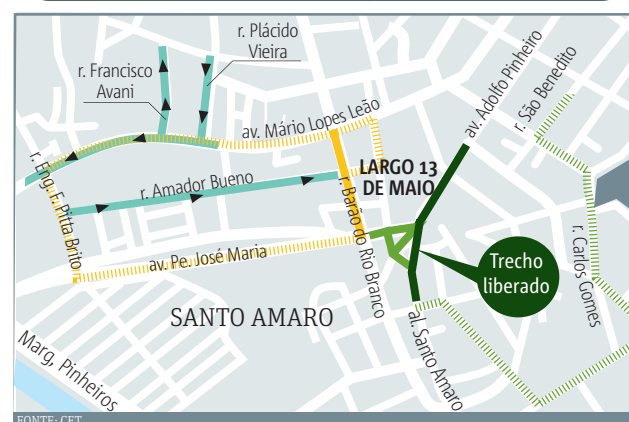 r. Plácido
Vieira
r. Francisco
Avani
av. Adolfo Pinheiro
r. São Benedito
av. Mário Lopes Leão
LARGO 13
DE MAIO
r. Eng. F. Pitta Brito
r. Amador Bueno
r. Barão do Rio Branco
av. Pe. José Maria
Trecho
liberado
r. Carlos Gomes
SANTO AMARO
al. Santo Amaro
Marg, Pinheiros
FONTE: CET